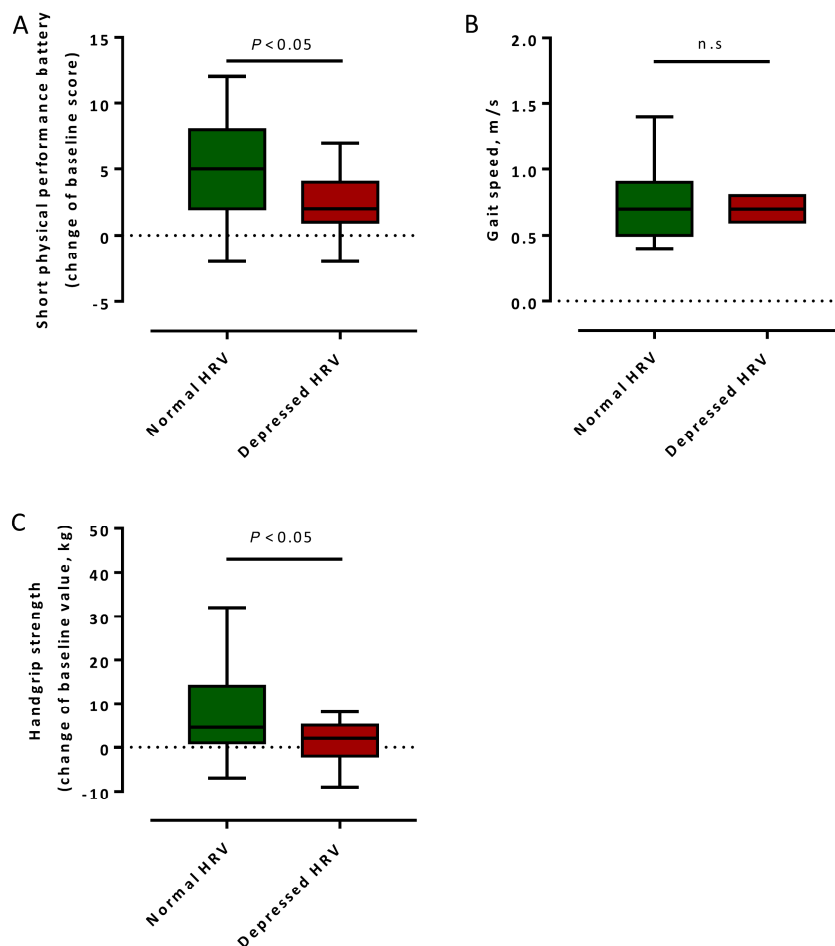 A
Short physical performance battery
(change of baseline score)
15
10
5
0
-5
P<0.05
Normal HRV
Depressed HRV
B
Gait speed, m/s
2.0
1.5
1.0
0.5
0.0
n.s
Normal HRV
Depressed HRV
C
Handgrip strength
(change of baseline value, kg)
50
40
30
20
10
0
-10
P<0.05
Normal HRV
Depressed HRV